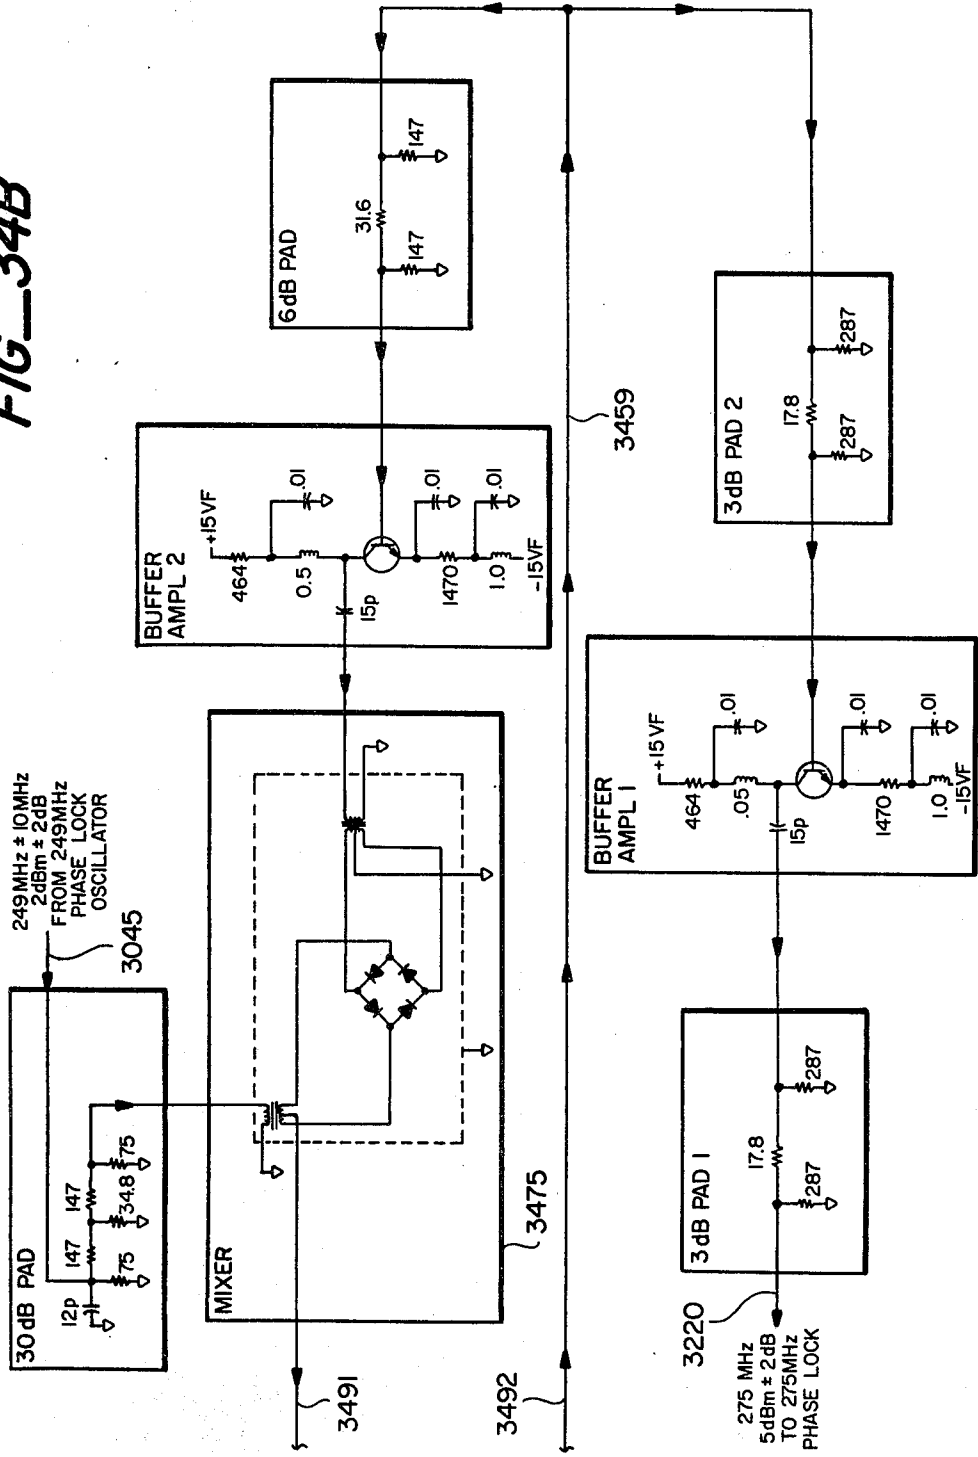 FIG_34B
6dB PAD
147
31.6
147
3459
287
17.8
287
3dB PAD 2
BUFFER
AMPL 2
+15VF
464
.01
0.5
15p
.01
1470
.01
1.0
-15VF
BUFFER
AMPL 1
+15VF
464
.01
.05
15p
.01
1470
.01
1.0
-15VF
249MHz ± 10MHz
2dBm ± 2dB
FROM 249MHz
PHASE LOCK
OSCILLATOR
3045
30dB PAD
12p
147
147
75
34.8
75
MIXER
3475
3491
3492
3dB PAD 1
287
17.8
287
3220
275 MHz
5dBm ± 2dB
TO 275MHz
PHASE LOCK